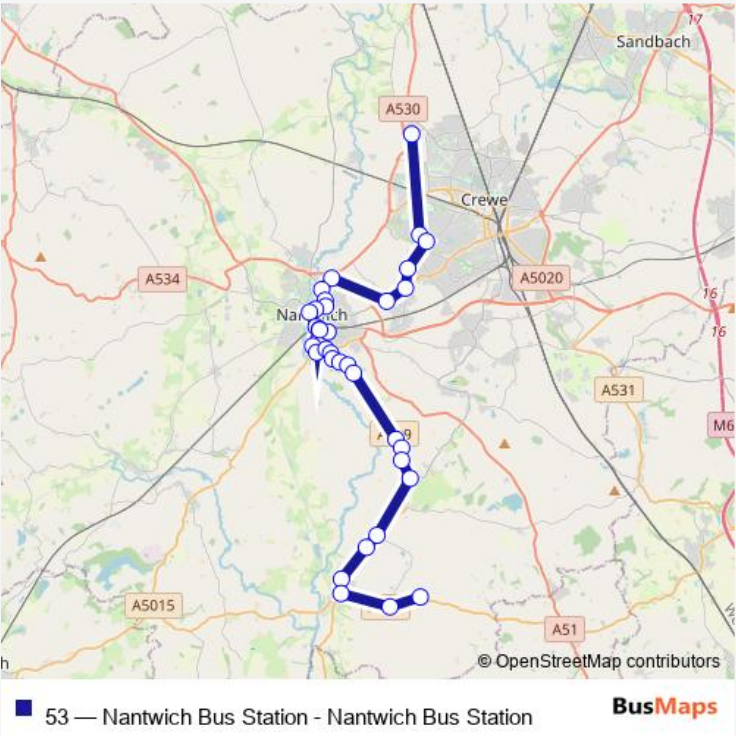 17
Sandbach
A530
Crewe
A534
A5020
16
Nantwich
16
A531
M6
A5015
A51
h
© OpenStreetMap contributors
53 — Nantwich Bus Station - Nantwich Bus Station
BusMaps